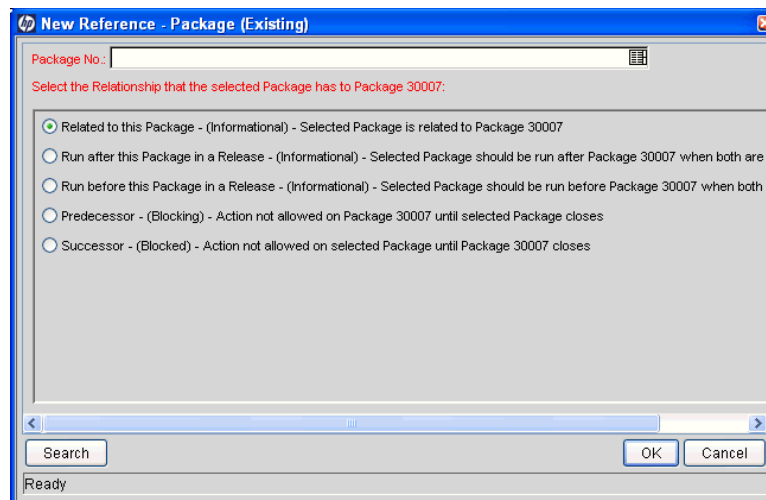 hp New Reference - Package (Existing)
Package No.:
Select the Relationship that the selected Package has to Package 30007:
Related to this Package - (Informational) - Selected Package is related to Package 30007
Run after this Package in a Release - (Informational) - Selected Package should be run after Package 30007 when both are
Run before this Package in a Release - (Informational) - Selected Package should be run before Package 30007 when both
Predecessor - (Blocking) - Action not allowed on Package 30007 until selected Package closes
Successor - (Blocked) - Action not allowed on selected Package until Package 30007 closes
Search OK Cancel
Ready